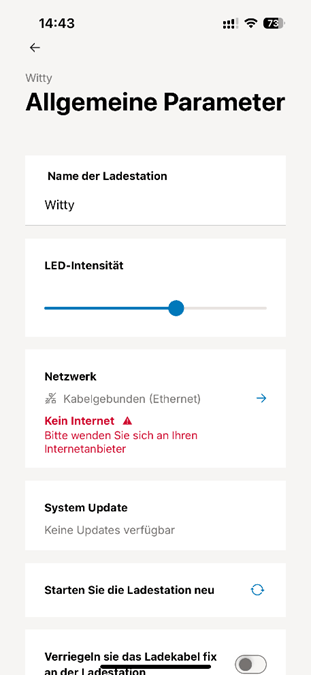 14:43
73
Witty
Allgemeine Parameter
Name der Ladestation
Witty
LED-Intensität
Netzwerk
Kabelgebunden (Ethernet)
Kein Internet
Bitte wenden Sie sich an Ihren
Internetanbieter
System Update
Keine Updates verfügbar
Starten Sie die Ladestation neu
Verriegeln sie das Ladekabel fix
an der Ladestation